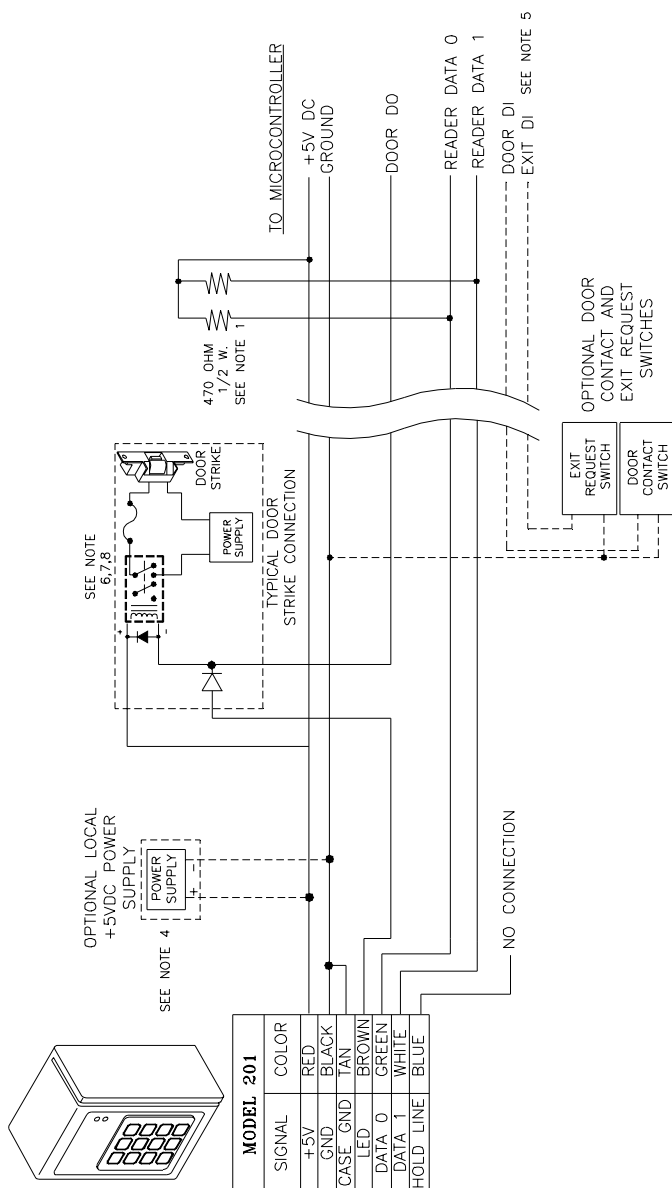 MODEL 201
SIGNAL COLOR
+5V RED
GND BLACK
CASE GND TAN
LED BROWN
DATA 0 GREEN
DATA 1 WHITE
HOLD LINE BLUE
NO CONNECTION
OPTIONAL LOCAL
+5VDC POWER
SUPPLY
POWER
SUPPLY
+ -
SEE NOTE 4
SEE NOTE
6,7,8
+
-
DOOR
STRIKE
POWER
SUPPLY
TYPICAL DOOR
STRIKE CONNECTION
470 OHM
1/2 W.
SEE NOTE 1
TO MICROCONTROLLER
+5V DC
GROUND
DOOR DO
READER DATA 0
READER DATA 1
DOOR DI
EXIT DI SEE NOTE 5
EXIT
REQUEST
SWITCH
DOOR
CONTACT
SWITCH
OPTIONAL DOOR
CONTACT AND
EXIT REQUEST
SWITCHES